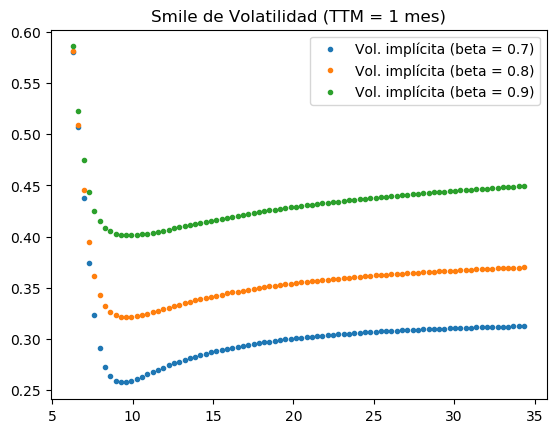 Smile de Volatilidad (TTM = 1 mes)
0.60
0.55
0.50
0.45
0.40
0.35
0.30
0.25
5 10 15 20 25 30 35
Vol. implícita (beta = 0.7)
Vol. implícita (beta = 0.8)
Vol. implícita (beta = 0.9)